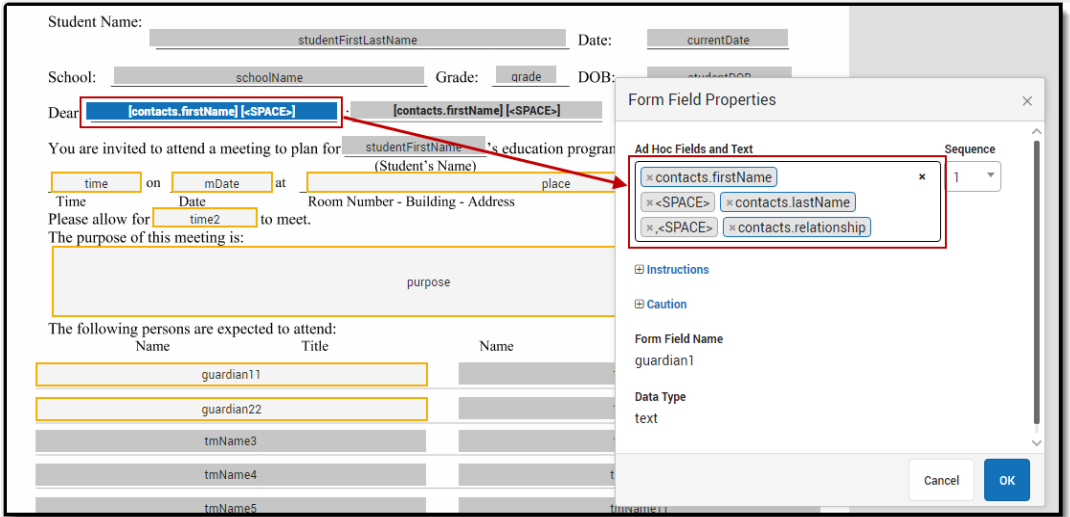 Student Name:
studentFirstLastName Date: currentDate
School: schoolName Grade: grade DOB: studentDOB
Dear [contacts.firstName] [<SPACE>] [contacts.firstName] [<SPACE>]
You are invited to attend a meeting to plan for studentFirstName 's education program
(Student's Name)
time on mDate at place
Time Date Room Number - Building - Address
Please allow for time2 to meet.
The purpose of this meeting is:
purpose
The following persons are expected to attend:
Name Title Name
guardian11
guardian22
tmName3
tmName4
tmName5 tmName11
Form Field Properties ×
Ad Hoc Fields and Text Sequence
×contacts.firstName × 1
×<SPACE> ×contacts.lastName
×,<SPACE> ×contacts.relationship
Instructions
Caution
Form Field Name
guardian1
Data Type
text
Cancel OK